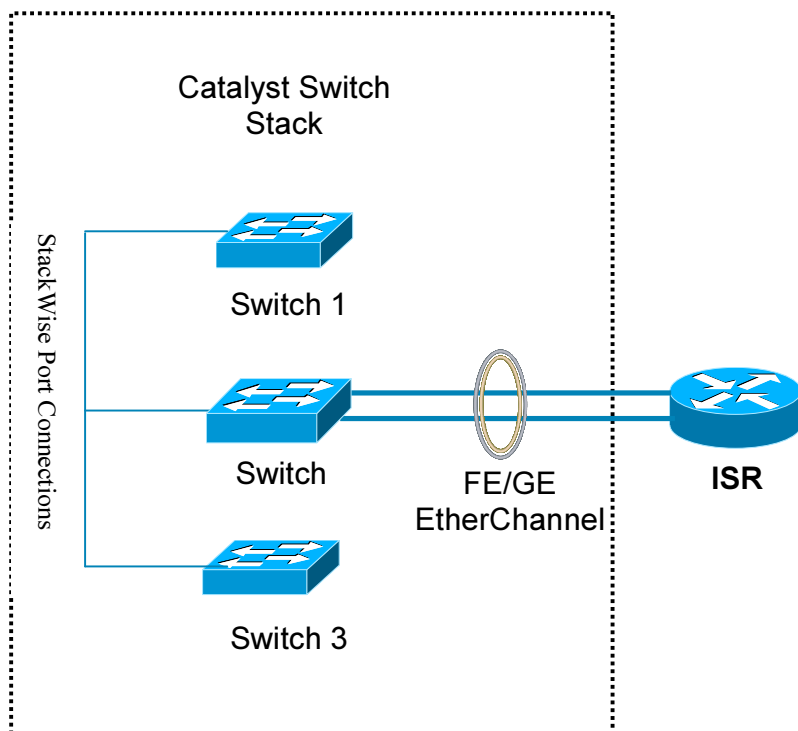 Catalyst Switch
Stack
StackWise Port Connections
Switch 1
Switch
FE/GE
EtherChannel
ISR
Switch 3